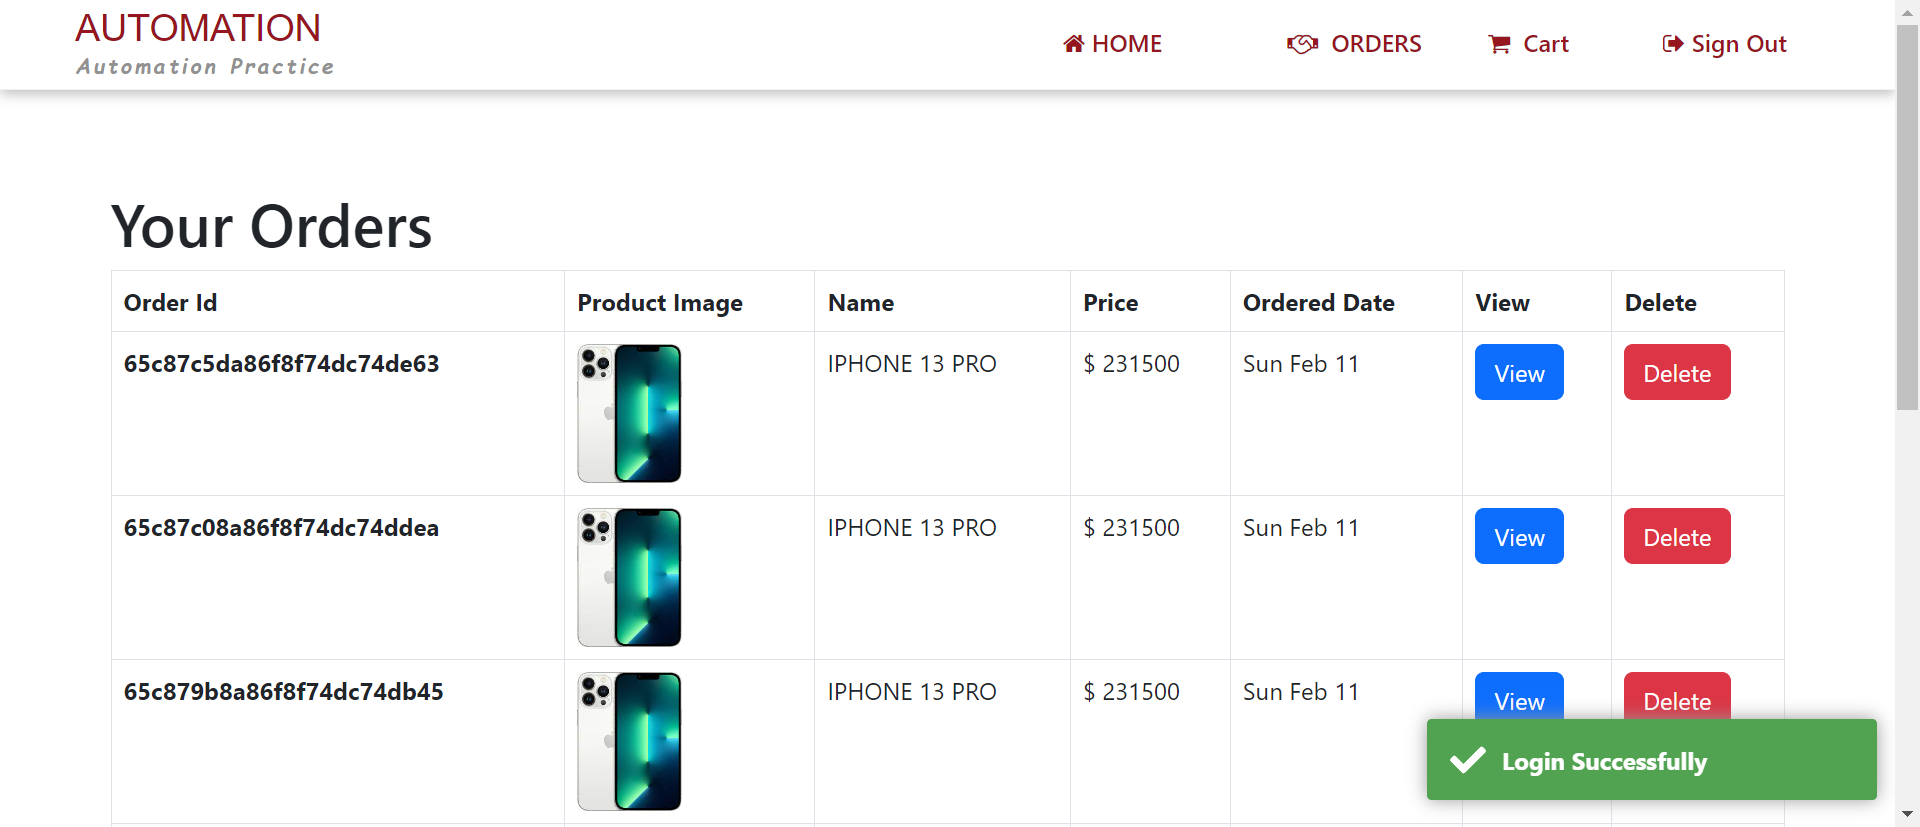 AUTOMATION
Automation Practice
HOME
ORDERS
Cart
Sign Out
Your Orders
Order Id Product Image Name Price Ordered Date View Delete
65c87c5da86f8f74dc74de63 IPHONE 13 PRO $ 231500 Sun Feb 11 View Delete
65c87c08a86f8f74dc74ddea IPHONE 13 PRO $ 231500 Sun Feb 11 View Delete
65c879b8a86f8f74dc74db45 IPHONE 13 PRO $ 231500 Sun Feb 11 View Delete
Login Successfully